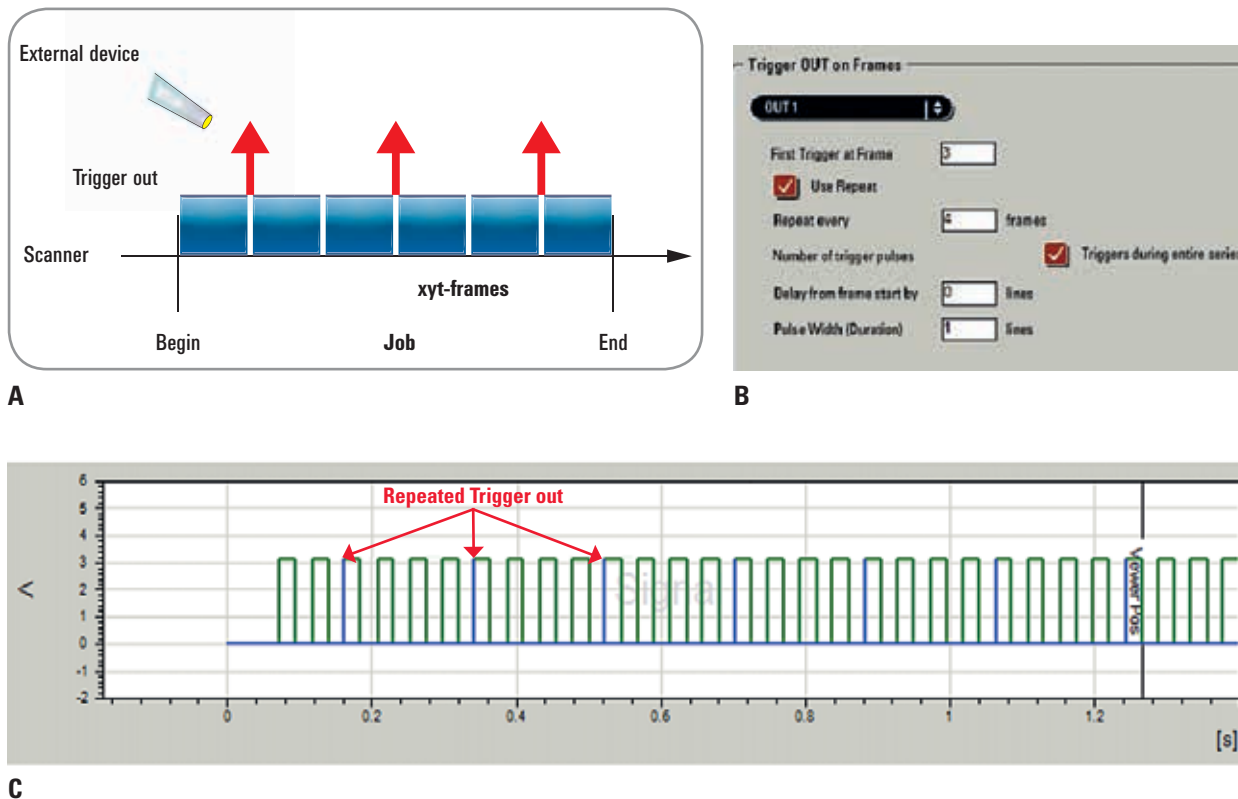 External device
Trigger out
Scanner
xyt-frames
Begin
Job
End
A
Trigger OUT on Frames
OUT 1
First Trigger at Frame 3
Use Repeat
Repeat every 4 frames
Number of trigger pulses Triggers during entire serie
Delay from frame start by 0 lines
Pulse Width (Duration) 1 lines
B
Repeated Trigger out
6
5
4
3
2
1
0
-1
-2
V
Signa
Viewer Pos
0 0.2 0.4 0.6 0.8 1 1.2
[s]
C